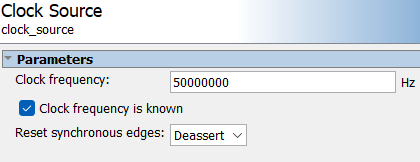 Clock Source
clock_source
Parameters
Clock frequency: 50000000 Hz
Clock frequency is known
Reset synchronous edges: Deassert